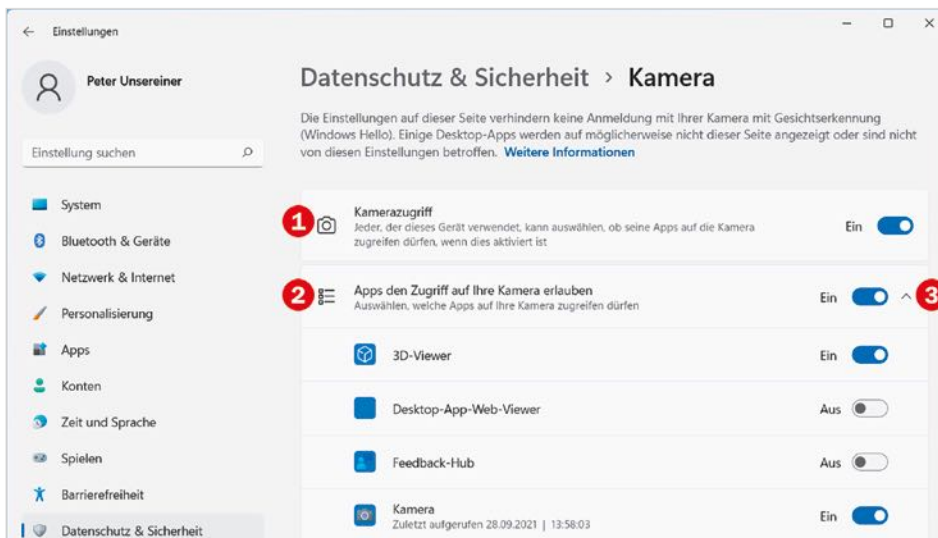 Einstellungen
Peter Unsereiner
Einstellung suchen
System
Bluetooth & Geräte
Netzwerk & Internet
Personalisierung
Apps
Konten
Zeit und Sprache
Spielen
Barrierefreiheit
Datenschutz & Sicherheit
Datenschutz & Sicherheit > Kamera
Die Einstellungen auf dieser Seite verhindern keine Anmeldung mit Ihrer Kamera mit Gesichtserkennung
(Windows Hello). Einige Desktop-Apps werden auf möglicherweise nicht dieser Seite angezeigt oder sind nicht
von diesen Einstellungen betroffen. Weitere Informationen
1 Kamerazugriff
Jeder, der dieses Gerät verwendet, kann auswählen, ob seine Apps auf die Kamera
zugreifen dürfen, wenn dies aktiviert ist
Ein
2 Apps den Zugriff auf Ihre Kamera erlauben
Auswählen, welche Apps auf Ihre Kamera zugreifen dürfen
Ein 3
3D-Viewer Ein
Desktop-App-Web-Viewer Aus
Feedback-Hub Aus
Kamera
Zuletzt aufgerufen 28.09.2021 | 13:58:03
Ein